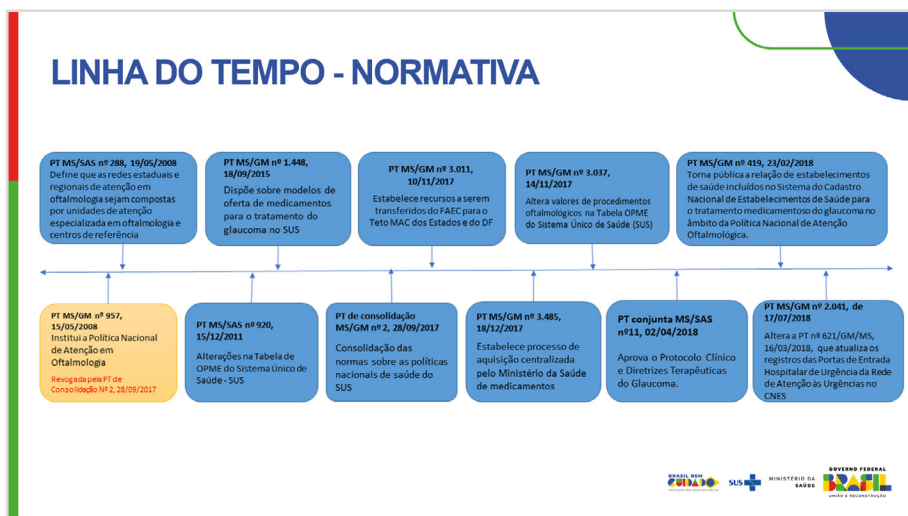 LINHA DO TEMPO - NORMATIVA
PT MS/SAS nº 288, 19/05/2008
Define que as redes estaduais e
regionais de atenção em
oftalmologia sejam compostas
por unidades de atenção
especializada em oftalmologia e
centros de referência
PT MS/GM nº 1.448,
18/09/2015
Dispõe sobre modelos de
oferta de medicamentos
para o tratamento do
glaucoma no SUS
PT MS/GM nº 3.011,
10/11/2017
Estabelece recursos a serem
transferidos do FAEC para o
Teto MAC dos Estados e do DF
PT MS/GM nº 3.037,
14/11/2017
Altera valores de procedimentos
oftalmológicos na Tabela OPME
do Sistema Único de Saúde (SUS)
PT MS/GM nº 419, 23/02/2018
Torna pública a relação de estabelecimentos
de saúde incluídos no Sistema do Cadastro
Nacional de Estabelecimentos de Saúde para
o tratamento medicamentoso do glaucoma no
âmbito da Política Nacional de Atenção
Oftalmológica.
PT MS/GM nº 957,
15/05/2008
Institui a Política Nacional
de Atenção em
Oftalmologia
Revogada pela PT de
Consolidação Nº 2, 28/09/2017
PT MS/SAS nº 920,
15/12/2011
Alterações na Tabela de
OPME do Sistema Único de
Saúde - SUS
PT de consolidação
MS/GM nº 2, 28/09/2017
Consolidação das
normas sobre as políticas
nacionais de saúde do
SUS
PT MS/GM nº 3.485,
18/12/2017
Estabelece processo de
aquisição centralizada
pelo Ministério da Saúde
de medicamentos
PT conjunta MS/SAS
nº11, 02/04/2018
Aprova o Protocolo Clínico
e Diretrizes Terapêuticas
do Glaucoma.
PT MS/GM nº 2.041, de
17/07/2018
Altera a PT nº 621/GM/MS,
16/03/2018, que atualiza os
registros das Portas de Entrada
Hospitalar de Urgência da Rede
de Atenção às Urgências no
CNES
BRASIL BEM
CUIDADO
SUS
MINISTÉRIO DA
SAÚDE
GOVERNO FEDERAL
BRASIL
UNIÃO E RECONSTRUÇÃO